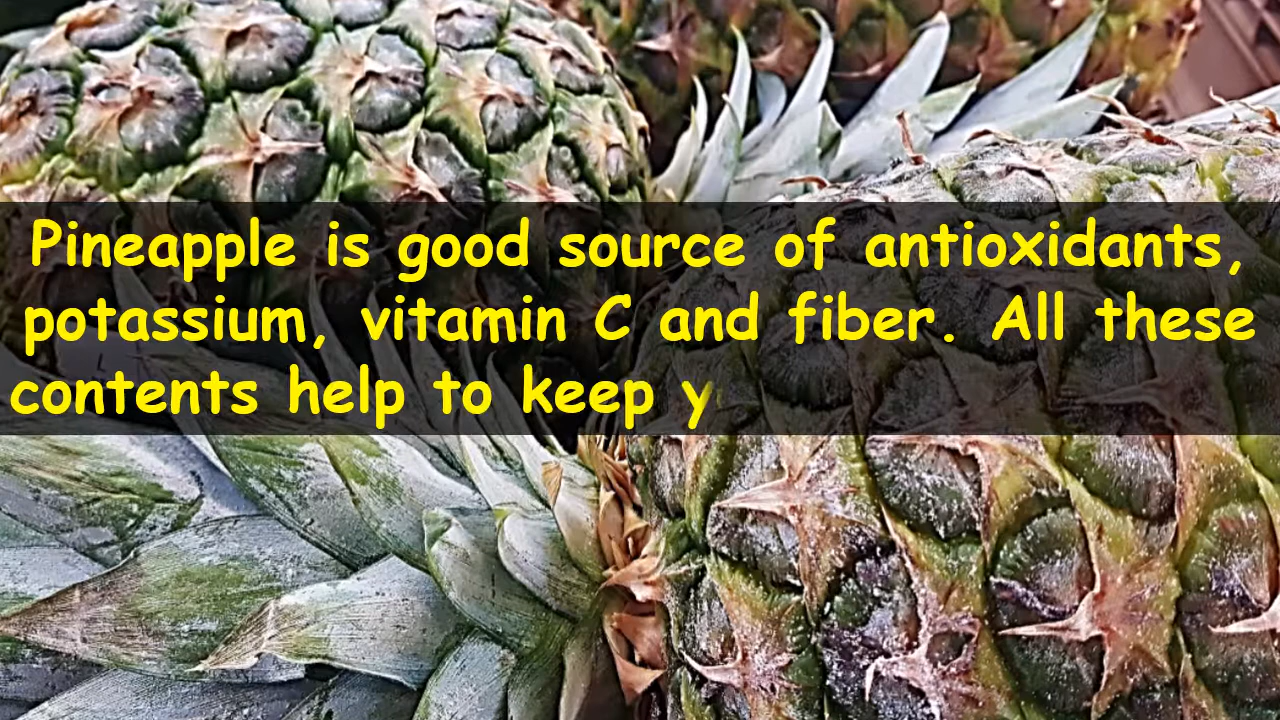 Pineapple is good source of antioxidants,
potassium, vitamin C and fiber. All these
contents help to keep y